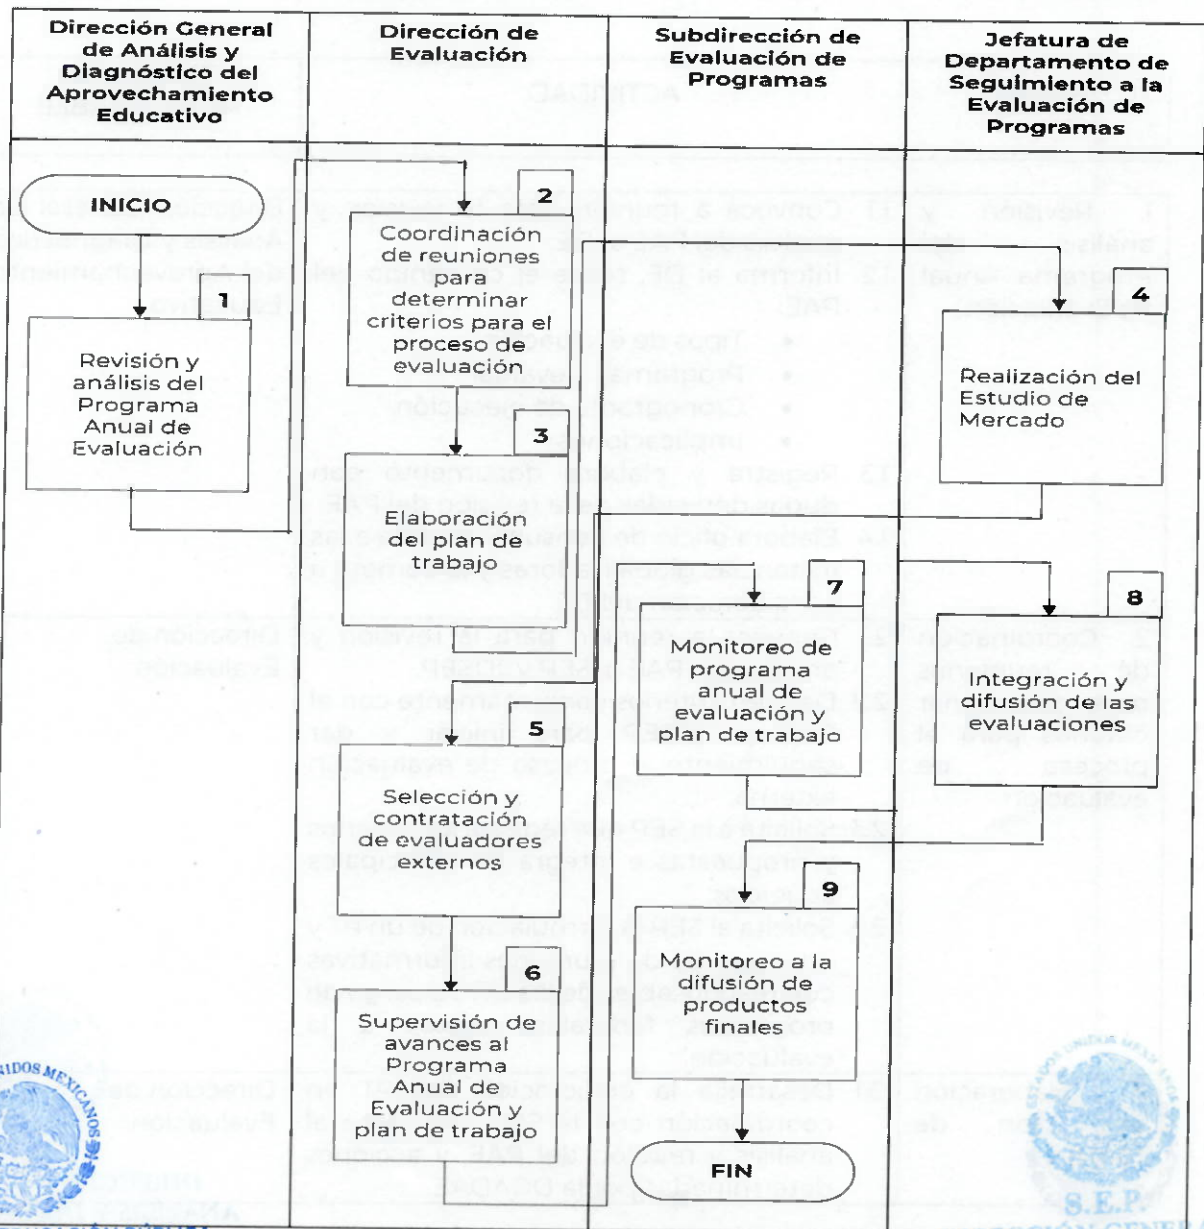 Dirección General
de Análisis y
Diagnóstico del
Aprovechamiento
Educativo
Dirección de
Evaluación
Subdirección de
Evaluación de
Programas
Jefatura de
Departamento de
Seguimiento a la
Evaluación de
Programas
INICIO
1
Revisión y
análisis del
Programa
Anual de
Evaluación
2
Coordinación
de reuniones
para
determinar
criterios para el
proceso de
evaluación
3
Elaboración
del plan de
trabajo
4
Realización del
Estudio de
Mercado
5
Selección y
contratación
de evaluadores
externos
6
Supervisión de
avances al
Programa
Anual de
Evaluación y
plan de trabajo
7
Monitoreo de
programa
anual de
evaluación y
plan de trabajo
8
Integración y
difusión de las
evaluaciones
9
Monitoreo a la
difusión de
productos
finales
FIN
UNIDOS MEXICANOS
S.E.P.